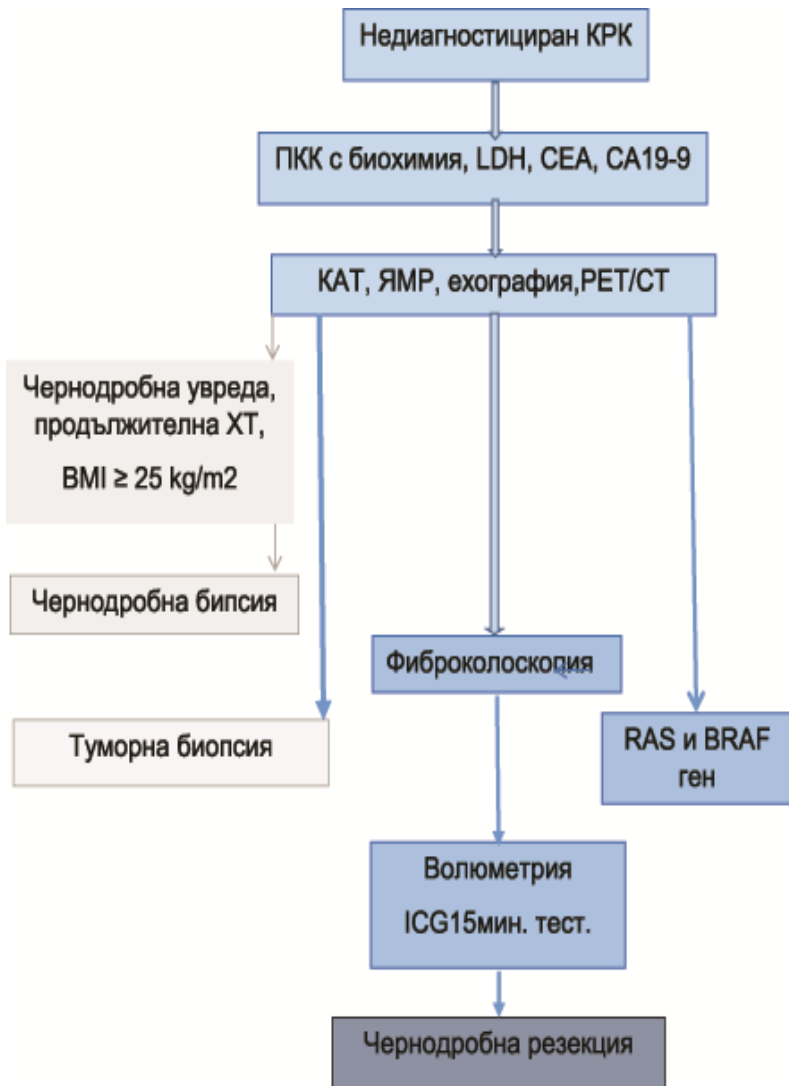 Недиагностициран КРК
ПКК с биохимия, LDH, CEA, CA19-9
КАТ, ЯМР, ехография,PET/CT
Чернодробна увреда,
продължителна ХТ,
BMI ≥ 25 kg/m2
Чернодробна бипсия
Фиброколоскопия
Туморна биопсия
RAS и BRAF
ген
Волюметрия
ICG15мин. тест.
Чернодробна резекция